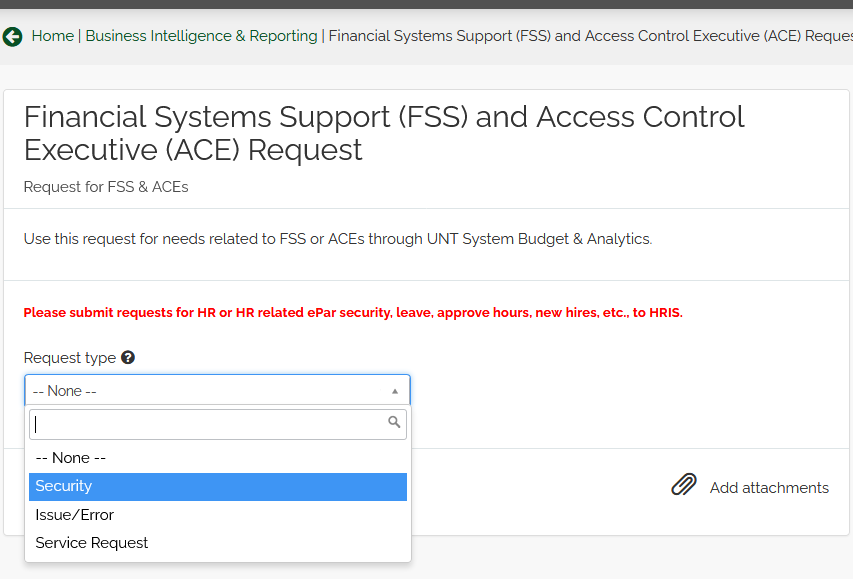 Home | Business Intelligence & Reporting | Financial Systems Support (FSS) and Access Control Executive (ACE) Reques
Financial Systems Support (FSS) and Access Control
Executive (ACE) Request
Request for FSS & ACEs
Use this request for needs related to FSS or ACEs through UNT System Budget & Analytics.
Please submit requests for HR or HR related ePar security, leave, approve hours, new hires, etc., to HRIS.
Request type ?
-- None --
-- None --
Security
Issue/Error
Service Request
Add attachments